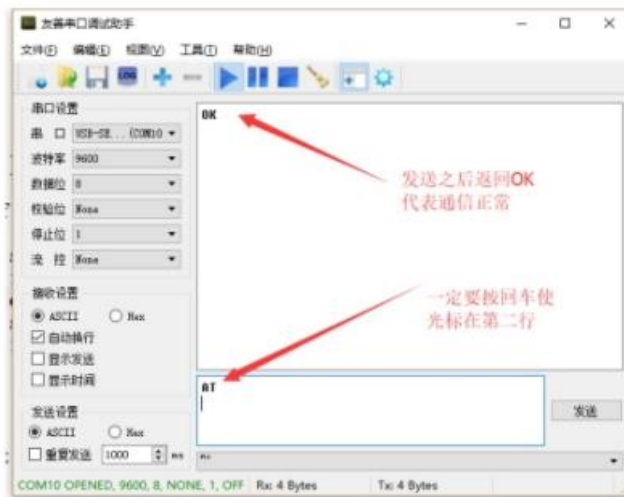 友善串口调试助手
文件(F) 编辑(E) 视图(V) 工具(T) 帮助(H)
LOG
串口设置
串 口 USB-SE... (COM10
波特率 9600
数据位 8
校验位 None
停止位 1
流 控 None
接收设置
ASCII Hex
自动换行
显示发送
显示时间
发送设置
ASCII Hex
重复发送 1000 ms
OK
发送之后返回OK
代表通信正常
一定要按回车使
光标在第二行
AT
发送
COM10 OPENED, 9600, 8, NONE, 1, OFF Rx: 4 Bytes Tx: 4 Bytes